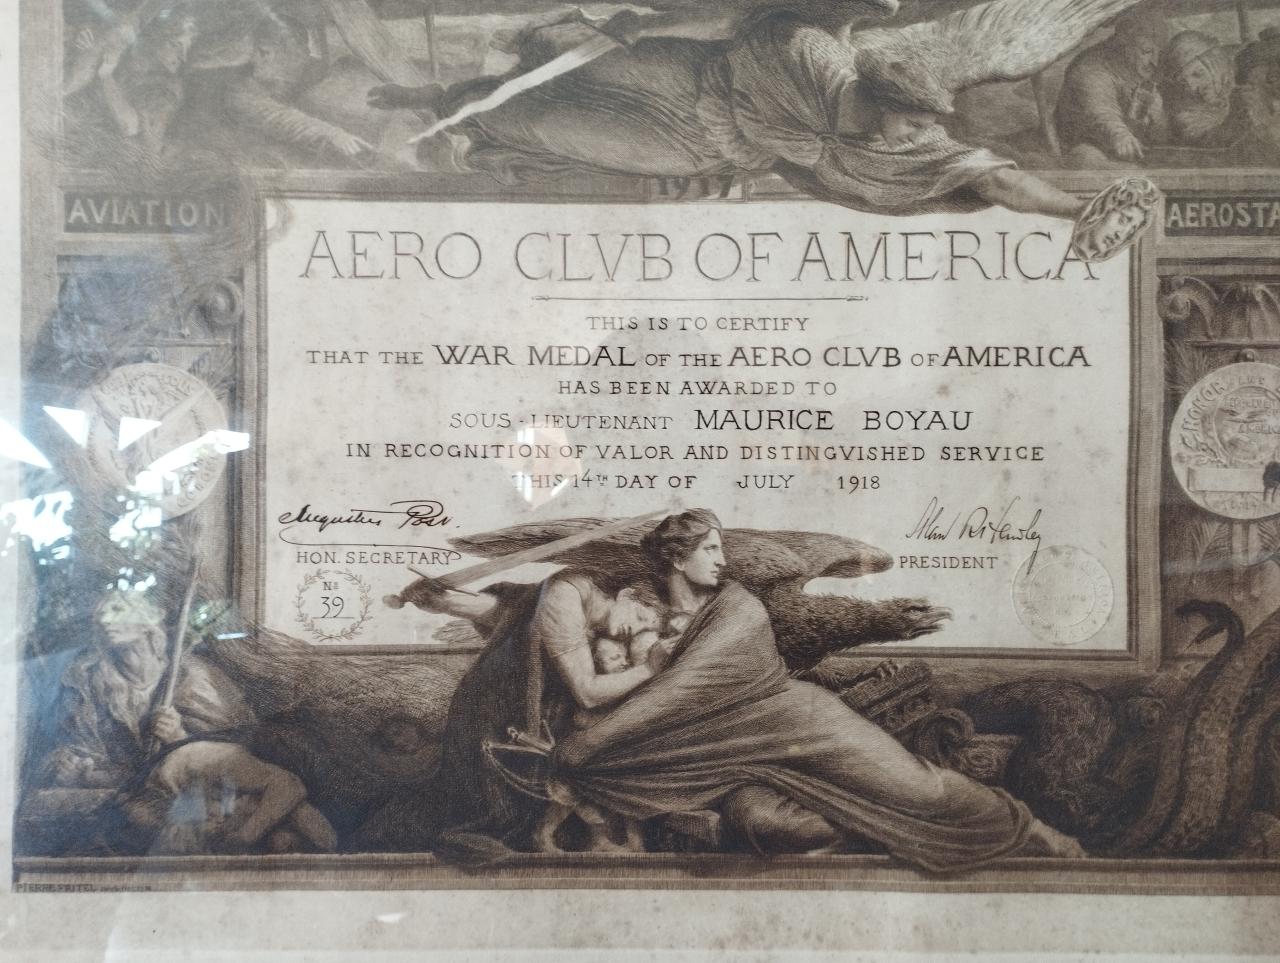 1917
AVIATION
AERO CLVB OF AMERICA
AEROSTA
THIS IS TO CERTIFY
THAT THE WAR MEDAL OF THE AERO CLVB OF AMERICA
HAS BEEN AWARDED TO
SOUS-LIEUTENANT MAURICE BOYAU
IN RECOGNITION OF VALOR AND DISTINGVISHED SERVICE
THIS 14TH DAY OF JULY 1918
Augustus Post.
HON. SECRETARY
PRESIDENT
No
39
PIERRE FRITEL